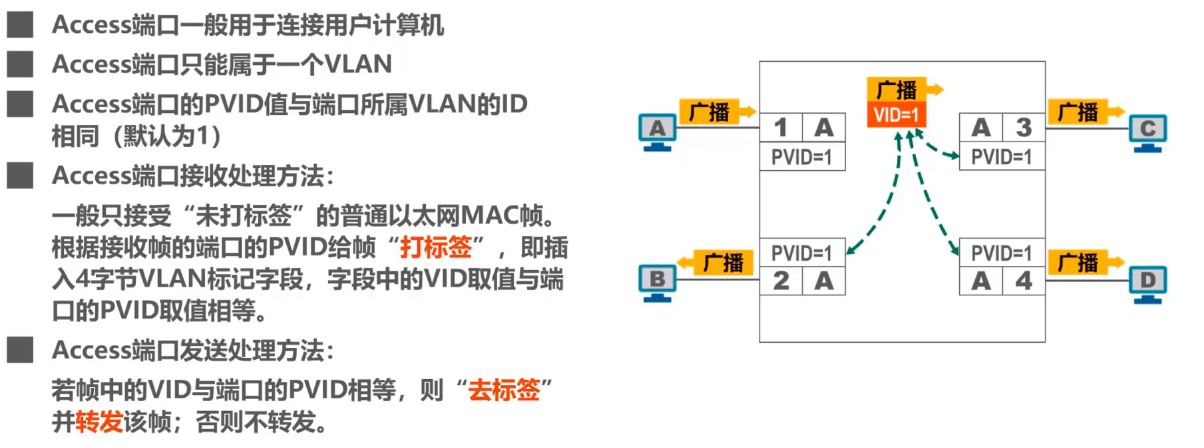 Access端口一般用于连接用户计算机
Access端口只能属于一个VLAN
Access端口的PVID值与端口所属VLAN的ID
相同（默认为1）
Access端口接收处理方法：
一般只接受“未打标签”的普通以太网MAC帧。
根据接收帧的端口的PVID给帧“打标签”，即插
入4字节VLAN标记字段，字段中的VID取值与端
口的PVID取值相等。
Access端口发送处理方法：
若帧中的VID与端口的PVID相等，则“去标签”
并转发该帧；否则不转发。
广播
VID=1
A
广播
1 A
PVID=1
A 3
PVID=1
广播
C
B
广播
PVID=1
2 A
PVID=1
A 4
广播
D